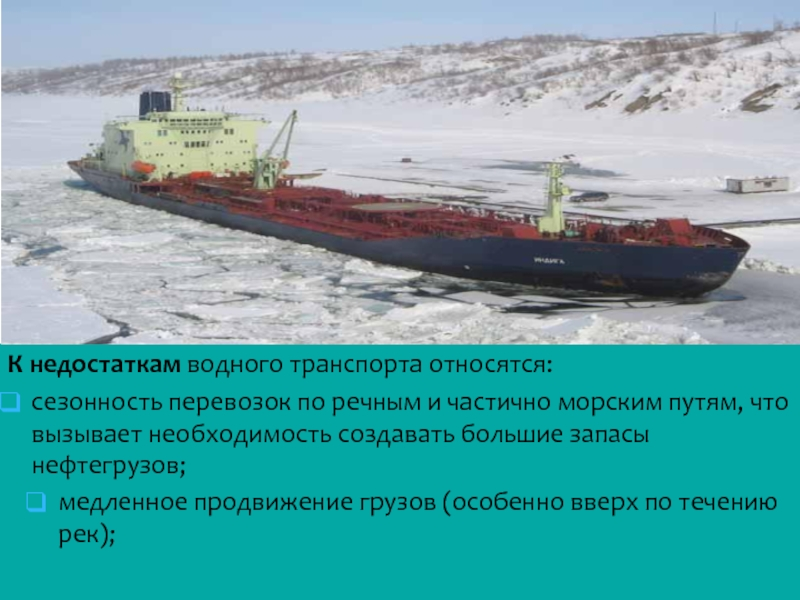 ИНДИГА
К недостаткам водного транспорта относятся:
сезонность перевозок по речным и частично морским путям, что
вызывает необходимость создавать большие запасы
нефтегрузов;
медленное продвижение грузов (особенно вверх по течению
рек);